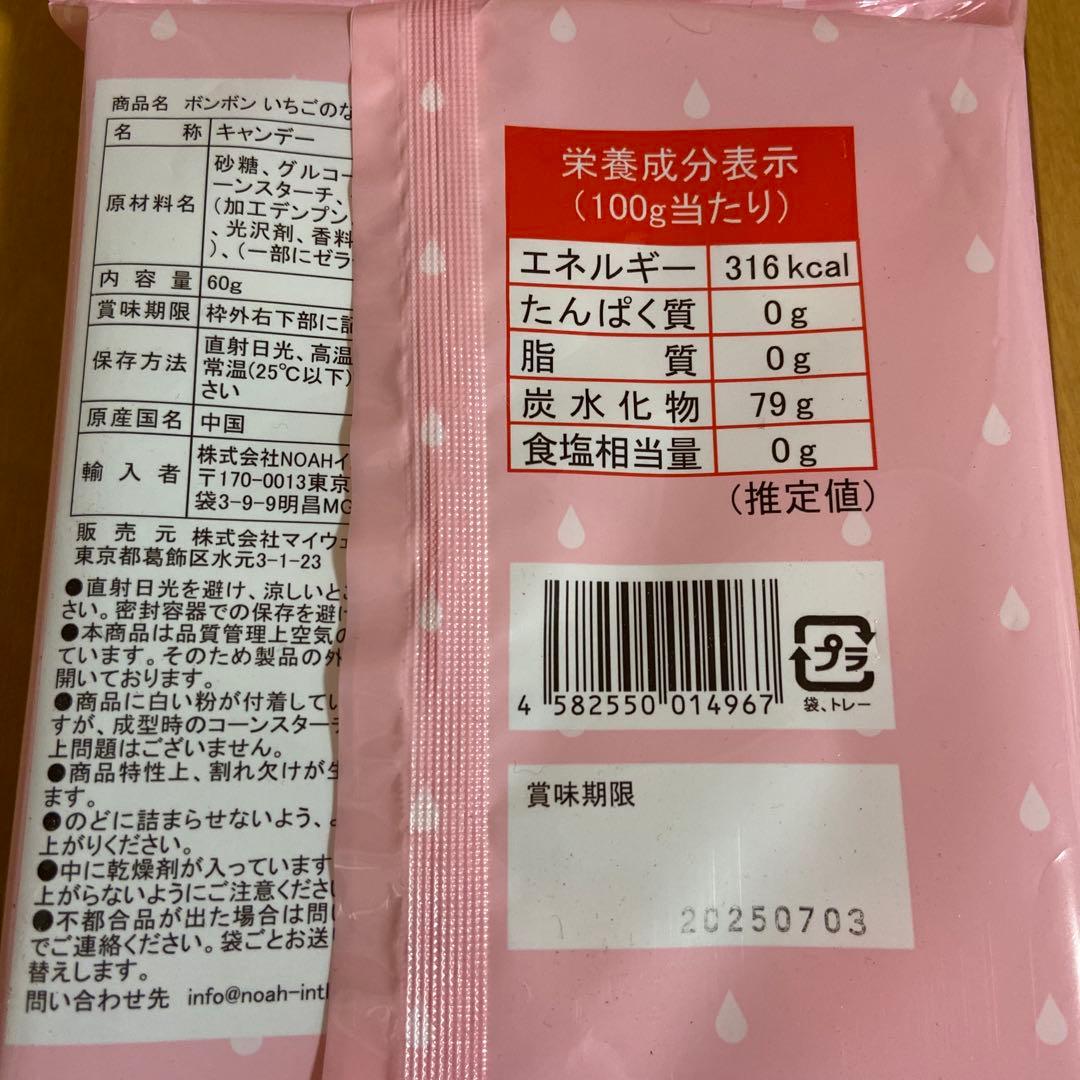 商品名 ボンボン いちごのな
名 称 キャンデー
原材料名 砂糖、グルコー
ーンスターチ、
(加工デンプン
、光沢剤、香料
)、(一部にゼラ
内容量 60g
賞味期限 枠外右下部に記
保存方法 直射日光、高温
常温(25℃以下)
さい
原産国名 中国
輸入者 株式会社NOAHイ
〒170-0013東京
袋3-9-9明昌MG
販売元 株式会社マイウェ
東京都葛飾区水元3-1-23
●直射日光を避け、涼しいとこ
さい。密封容器での保存を避け
●本商品は品質管理上空気の
ています。そのため製品の外
開いております。
●商品に白い粉が付着してい
すが、成型時のコーンスターチ
上問題はございません。
●商品特性上、割れ欠けが生
ます。
●のどに詰まらせないよう、よ
上がりください。
●中に乾燥剤が入っています
上がらないようにご注意くださ
●不都合品が出た場合は問い
でご連絡ください。袋ごとお送
替えします。
問い合わせ先 info@noah-intl
栄養成分表示
(100g当たり)
エネルギー 316kcal
たんぱく質 0g
脂質 0g
炭水化物 79g
食塩相当量 0g
(推定値)
4 582550 014967
プラ
袋、トレー
賞味期限
20250703